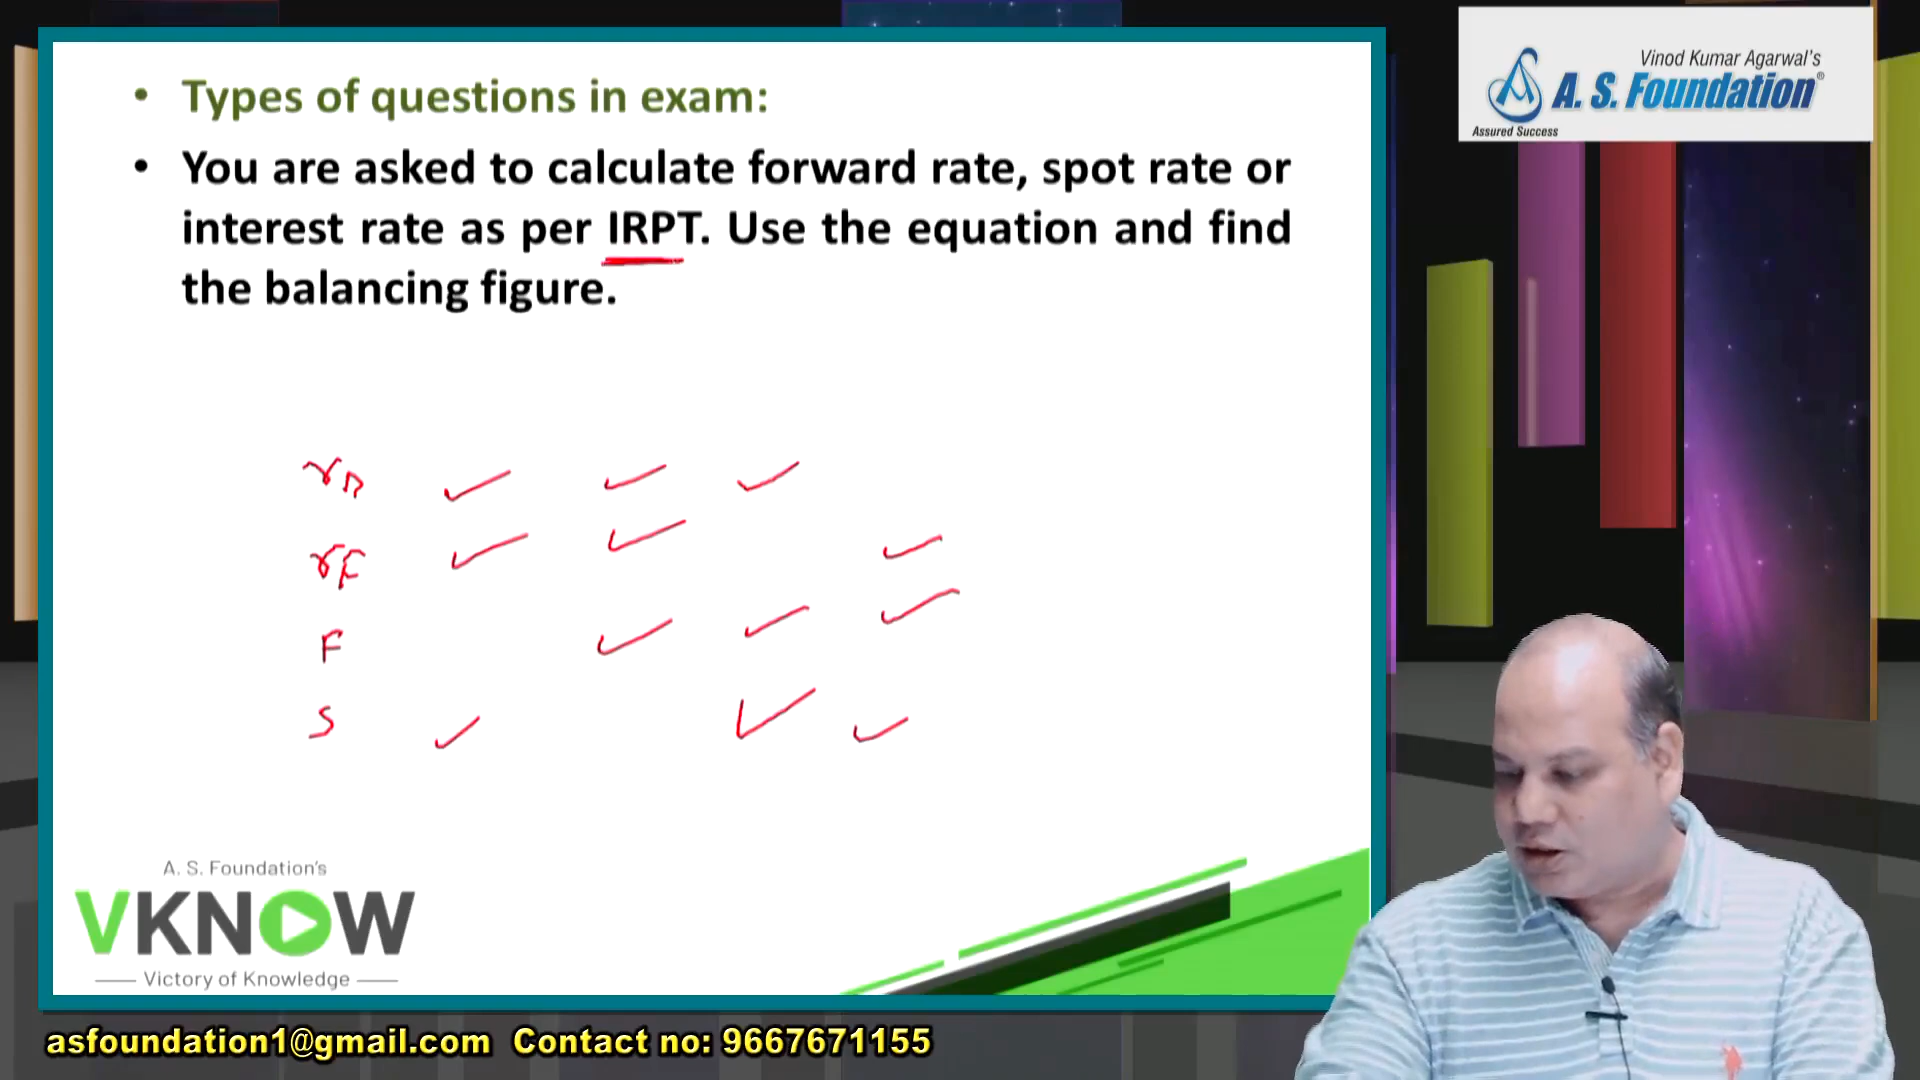 • Types of questions in exam:
• You are asked to calculate forward rate, spot rate or
interest rate as per IRPT. Use the equation and find
the balancing figure.
rD ✓ ✓ ✓
rF ✓ ✓ ✓
F ✓ ✓ ✓
S ✓ ✓ ✓
A. S. Foundation's
VKNOW
Victory of Knowledge
Vinod Kumar Agarwal's
A. S. Foundation®
Assured Success
asfoundation1@gmail.com Contact no: 9667671155